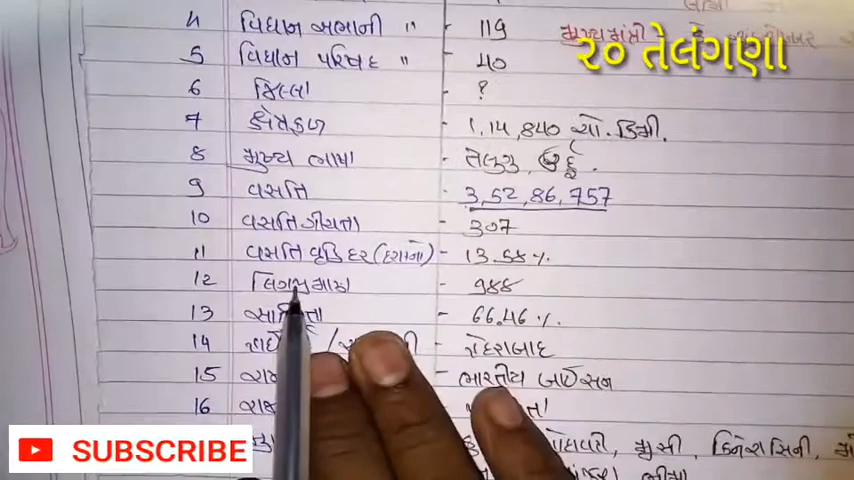 ૨૦ તેલંગણા
4 વિધાન સભાની " - 119 મુખ્યમંત્રી
5 વિધાન પરિષદ " - 40
6 જિલ્લા - ?
7 ક્ષેત્રફળ - 1,14,840 ચો. કિમી.
8 મુખ્ય ભાષા - તેલુગુ, ઉર્દૂ.
9 વસતિ - 3,52,86,757
10 વસતિ ગીચતા - 307
11 વસતિ વૃદ્ધિ દર (દશકાનો) - 13.58 %.
12 લિંગપ્રમાણ - 988
13 સાક્ષરતા - 66.46 %.
14 હૈદરાબાદ
15 ભારતીય
16
મુસી,
ભીમા
SUBSCRIBE